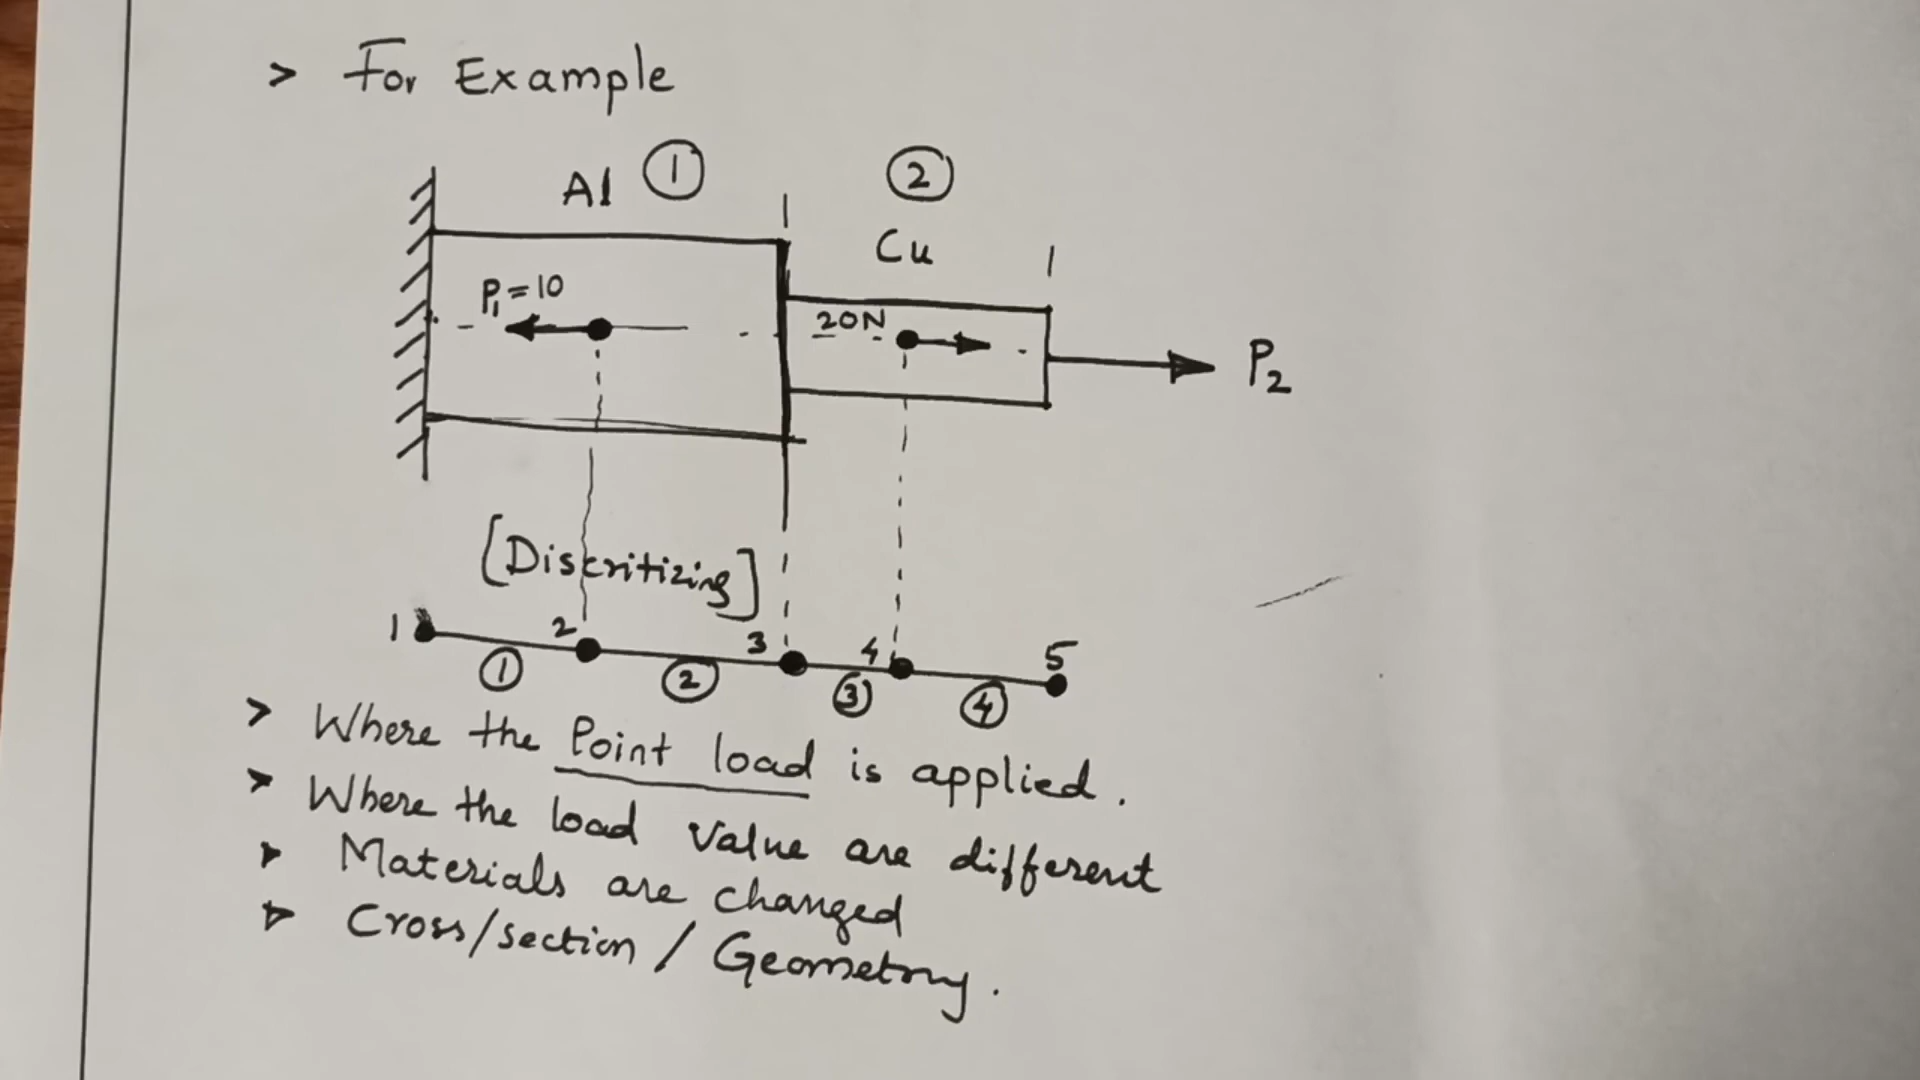 > For Example
Al ① ②
Cu
P₁=10
20N
P₂
[Discritizing]
1 2 3 4 5
① ② ③ ④
> Where the Point load is applied.
> Where the load value are different
> Materials are changed
> Cross/section / Geometry.